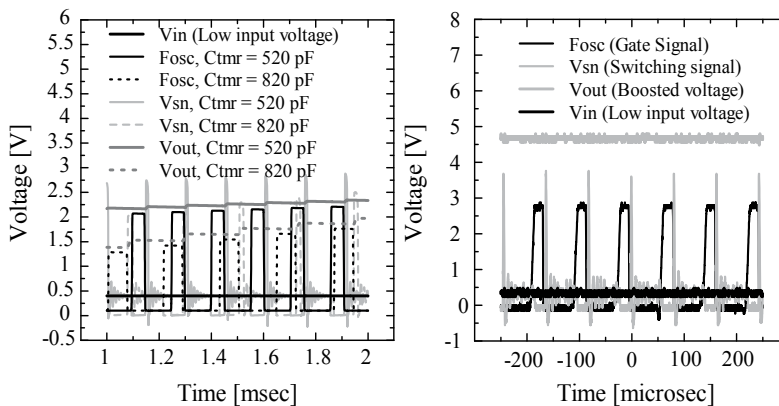 6
5.5
5
4.5
4
3.5
3
2.5
2
1.5
1
0.5
0
-0.5
Voltage [V]
Vin (Low input voltage)
Fosc, Ctmr = 520 pF
Fosc, Ctmr = 820 pF
Vsn, Ctmr = 520 pF
Vsn, Ctmr = 820 pF
Vout, Ctmr = 520 pF
Vout, Ctmr = 820 pF
1 1.2 1.4 1.6 1.8 2
Time [msec]
8
7
6
5
4
3
2
1
0
-1
Voltage [V]
Fosc (Gate Signal)
Vsn (Switching signal)
Vout (Boosted voltage)
Vin (Low input voltage)
-200 -100 0 100 200
Time [microsec]